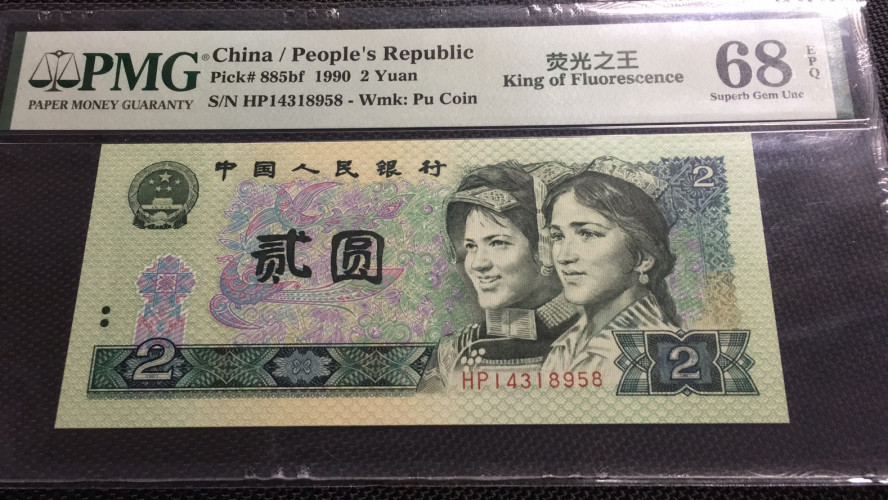 PMG®
PAPER MONEY GUARANTY
China / People's Republic
Pick# 885bf 1990 2 Yuan
S/N HP14318958 - Wmk: Pu Coin
荧光之王
King of Fluorescence
68
EPQ
Superb Gem Unc
中国人民银行
2
贰圆
2
2
HP14318958